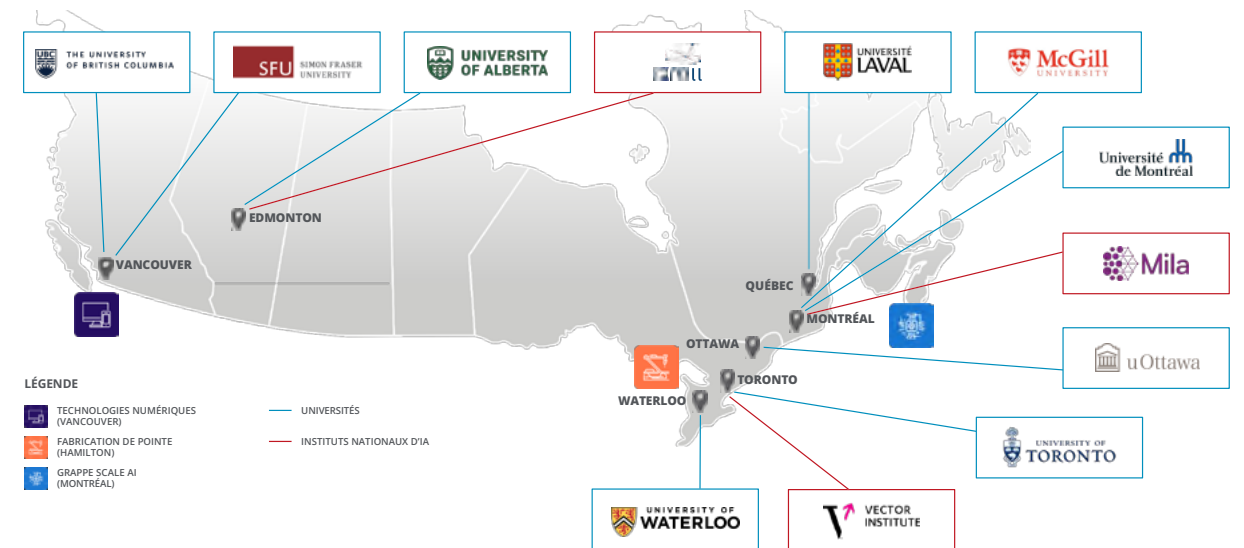 UBC
THE UNIVERSITY
OF BRITISH COLUMBIA
SFU
SIMON FRASER
UNIVERSITY
UNIVERSITY
OF ALBERTA
UNIVERSITÉ
LAVAL
McGill
UNIVERSITY
Université
de Montréal
EDMONTON
VANCOUVER
Mila
QUÉBEC
MONTRÉAL
OTTAWA
uOttawa
TORONTO
WATERLOO
LÉGENDE
TECHNOLOGIES NUMÉRIQUES
(VANCOUVER)
FABRICATION DE POINTE
(HAMILTON)
GRAPPE SCALE AI
(MONTRÉAL)
UNIVERSITÉS
INSTITUTS NATIONAUX D'IA
UNIVERSITY OF
TORONTO
UNIVERSITY OF
WATERLOO
VECTOR
INSTITUTE